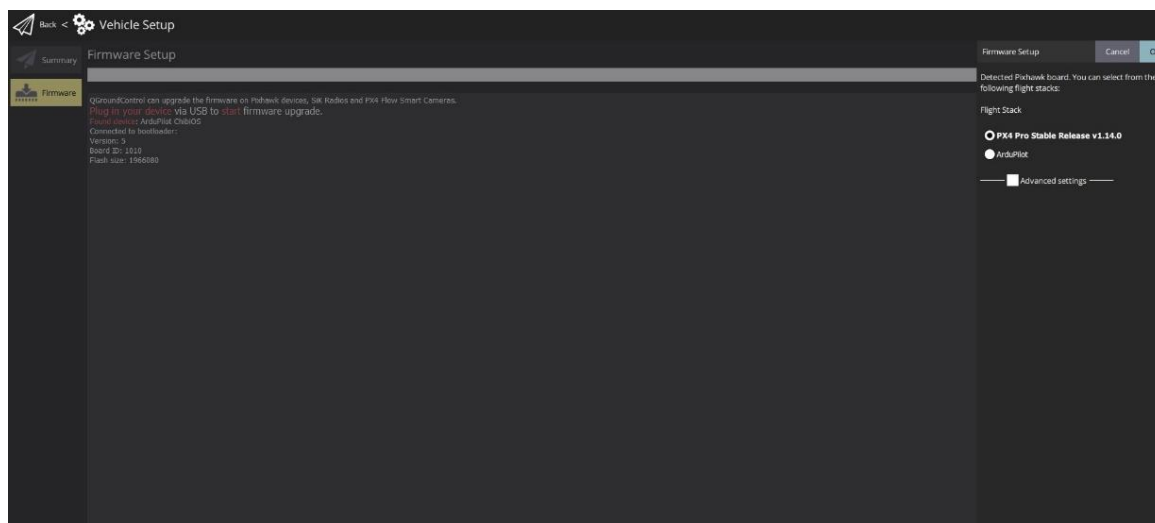 Back < Vehicle Setup
Summary
Firmware
Firmware Setup
QGroundControl can upgrade the firmware on Pixhawk devices, SiK Radios and PX4 Flow Smart Cameras.
Plug in your device via USB to start firmware upgrade.
Found device: ArduPilot ChibiOS
Connected to bootloader:
Version: 5
Board ID: 1010
Flash size: 1966080
Firmware Setup Cancel
Detected Pixhawk board. You can select from the
following flight stacks:
Flight Stack
PX4 Pro Stable Release v1.14.0
ArduPilot
Advanced settings